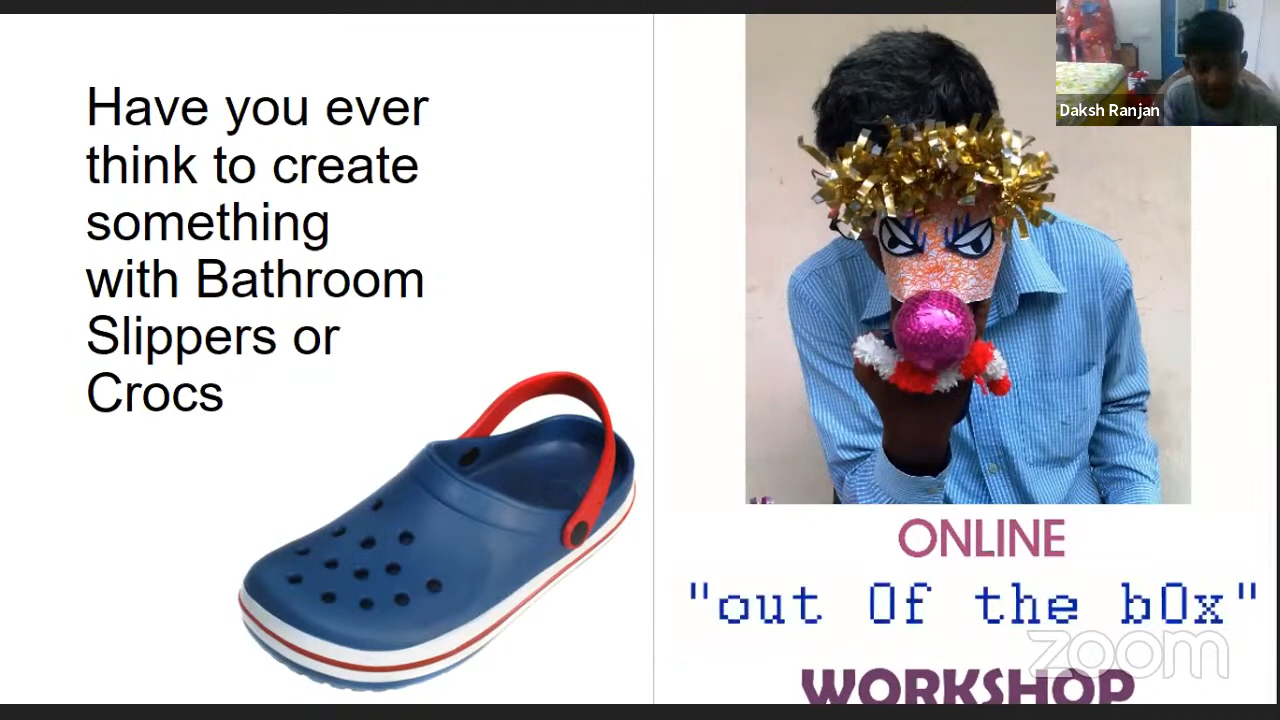 Have you ever
think to create
something
with Bathroom
Slippers or
Crocs
Daksh Ranjan
ONLINE
"out Of the bOx"
zoom
WORKSHOP